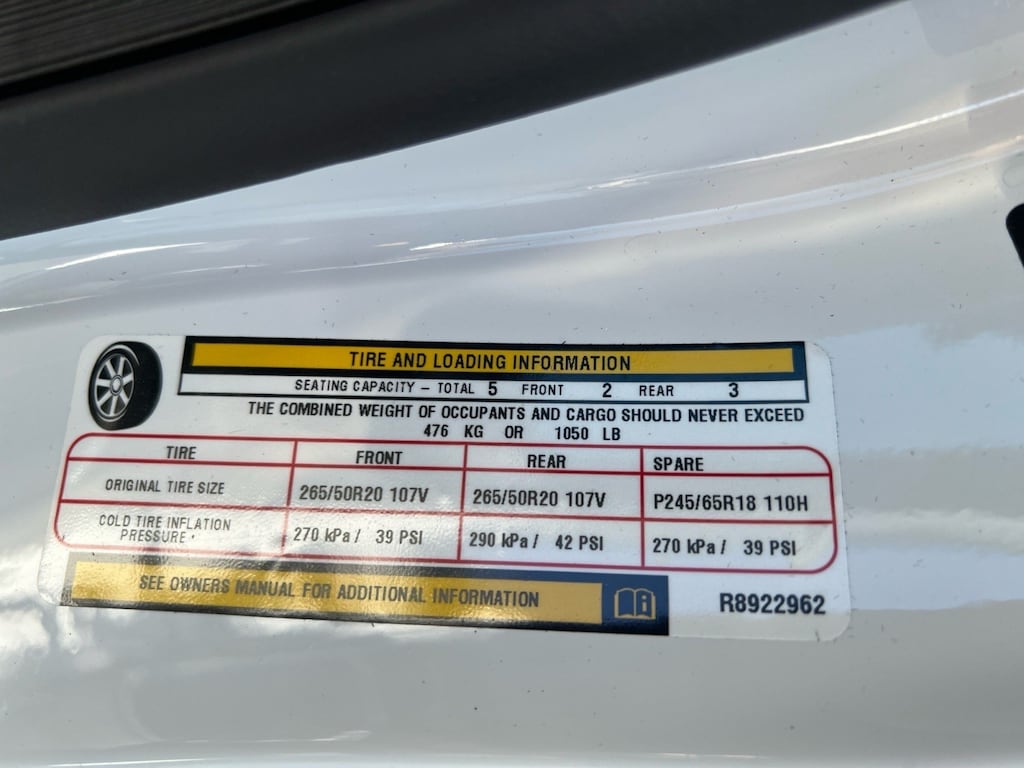 TIRE AND LOADING INFORMATION
SEATING CAPACITY – TOTAL 5 FRONT 2 REAR 3
THE COMBINED WEIGHT OF OCCUPANTS AND CARGO SHOULD NEVER EXCEED
476 KG OR 1050 LB
TIRE FRONT REAR SPARE
ORIGINAL TIRE SIZE 265/50R20 107V 265/50R20 107V P245/65R18 110H
COLD TIRE INFLATION
PRESSURE 270 kPa / 39 PSI 290 kPa / 42 PSI 270 kPa / 39 PSI
SEE OWNERS MANUAL FOR ADDITIONAL INFORMATION
R8922962